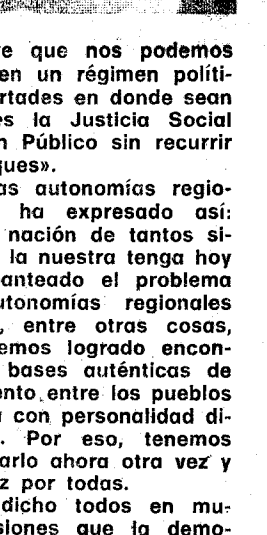 e que nos podemos
en un régimen políti-
rtades en donde sean
es la Justicia Social
n Público sin recurrir
ques».
as autonomías regio-
ha expresado así:
nación de tantos si-
la nuestra tenga hoy
anteado el problema
utonomías regionales
, entre otras cosas,
emos logrado encon-
bases auténticas de
ento entre los pueblos
con personalidad di-
. Por eso, tenemos
arlo ahora otra vez y
z por todas.
dicho todos en mu-
siones que la demo-